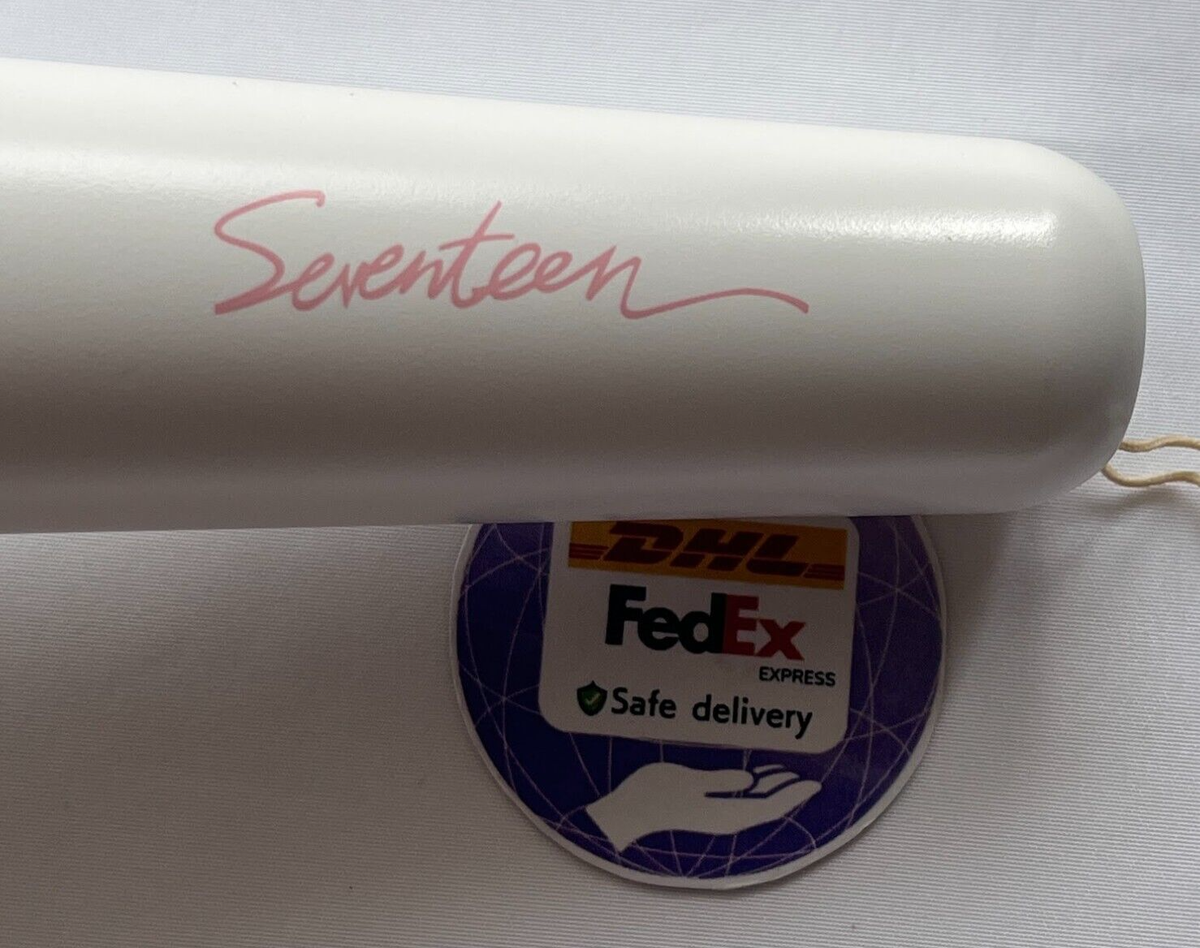 Seventeen
DHL
FedEx
EXPRESS
Safe delivery